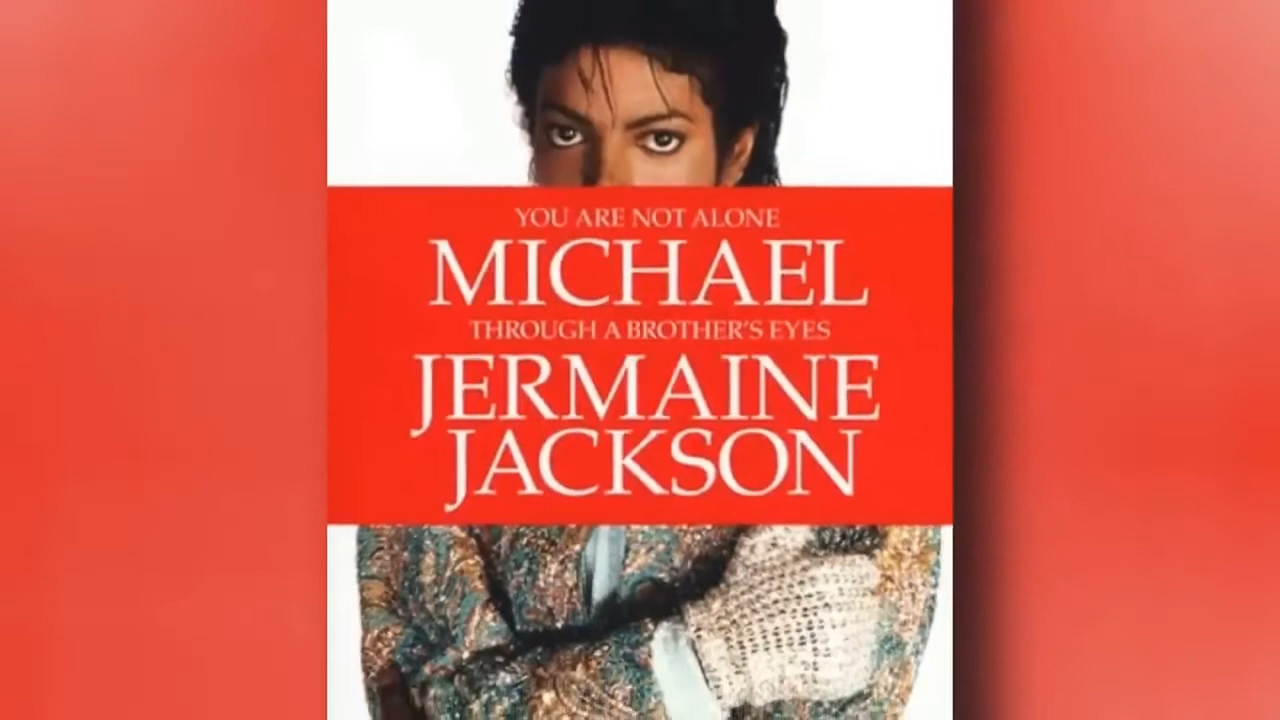 YOU ARE NOT ALONE
MICHAEL
THROUGH A BROTHER'S EYES
JERMAINE
JACKSON